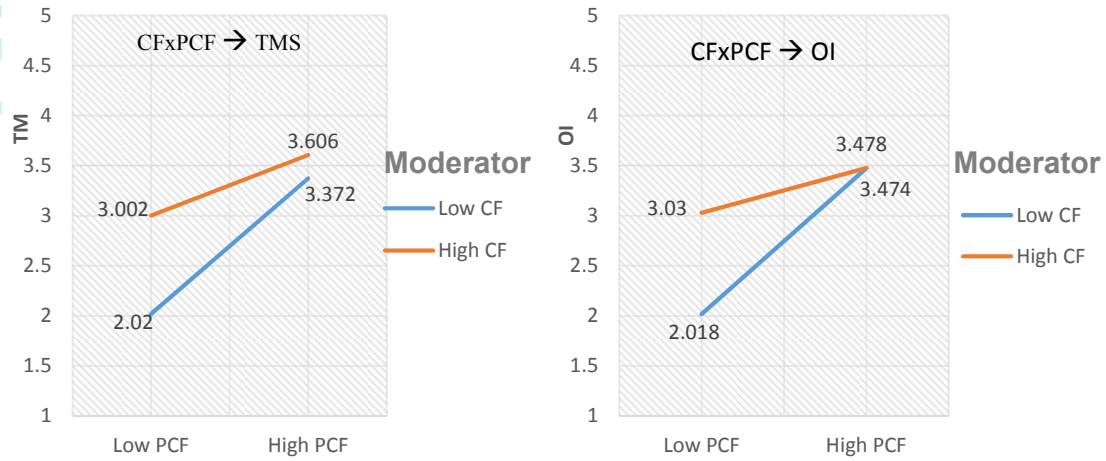 CFxPCF → TMS
5
4.5
4
3.5
3
2.5
2
1.5
1
TM
3.606
3.372
3.002
2.02
Low PCF
High PCF
Moderator
Low CF
High CF
CFxPCF → OI
5
4.5
4
3.5
3
2.5
2
1.5
1
OI
3.478
3.474
3.03
2.018
Low PCF
High PCF
Moderator
Low CF
High CF